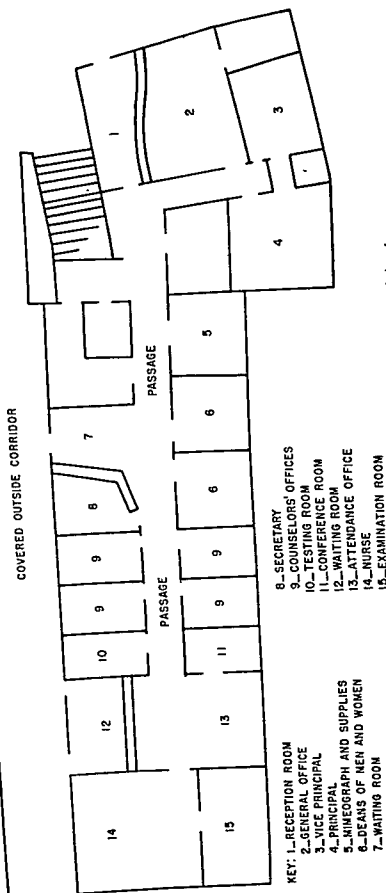 COVERED OUTSIDE CORRIDOR
1
2
3
4
5
6
6
7
8
9
9
9
9
10
11
12
13
14
15
PASSAGE
PASSAGE
KEY: 1_RECEPTION ROOM
2_GENERAL OFFICE
3_VICE PRINCIPAL
4_PRINCIPAL
5_MIMEOGRAPH AND SUPPLIES
6_DEANS OF MEN AND WOMEN
7_WAITING ROOM
8_SECRETARY
9_COUNSELORS' OFFICES
10_TESTING ROOM
11_CONFERENCE ROOM
12_WAITING ROOM
13_ATTENDANCE OFFICE
14_NURSE
15_EXAMINATION ROOM